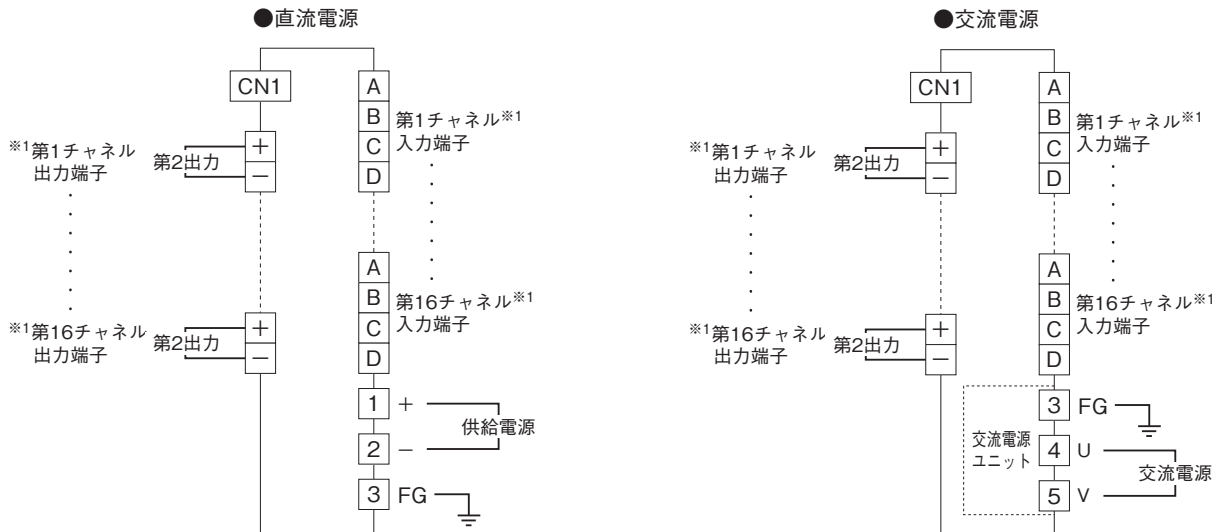 ●直流電源
CN1
A
B
C
D
第1チャネル※1
入力端子
※1第1チャネル
出力端子
第2出力
+
−
A
B
C
D
第16チャネル※1
入力端子
※1第16チャネル
出力端子
第2出力
+
−
1 +
2 −
供給電源
3 FG
●交流電源
CN1
A
B
C
D
第1チャネル※1
入力端子
※1第1チャネル
出力端子
第2出力
+
−
A
B
C
D
第16チャネル※1
入力端子
※1第16チャネル
出力端子
第2出力
+
−
交流電源
ユニット
3 FG
4 U
5 V
交流電源